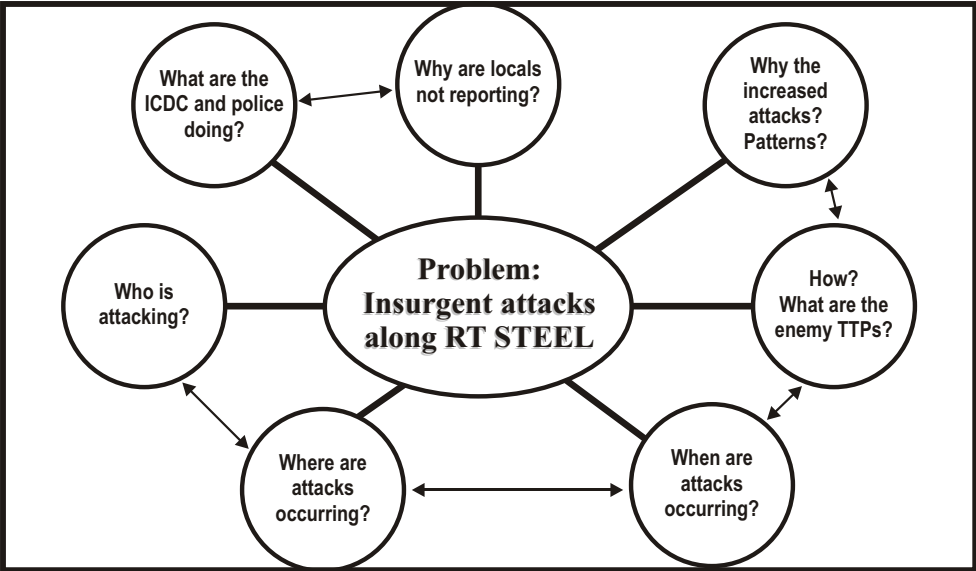 What are the
ICDC and police
doing?
Why are locals
not reporting?
Why the
increased
attacks?
Patterns?
Who is
attacking?
Problem:
Insurgent attacks
along RT STEEL
How?
What are the
enemy TTPs?
Where are
attacks
occurring?
When are
attacks
occurring?